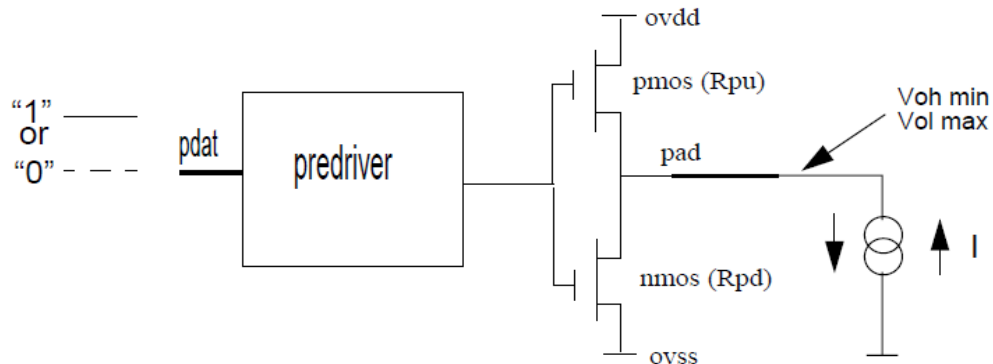 ovdd
pmos (Rpu)
Voh min
Vol max
“1”
or
“0”
pdat
predriver
pad
I
nmos (Rpd)
ovss